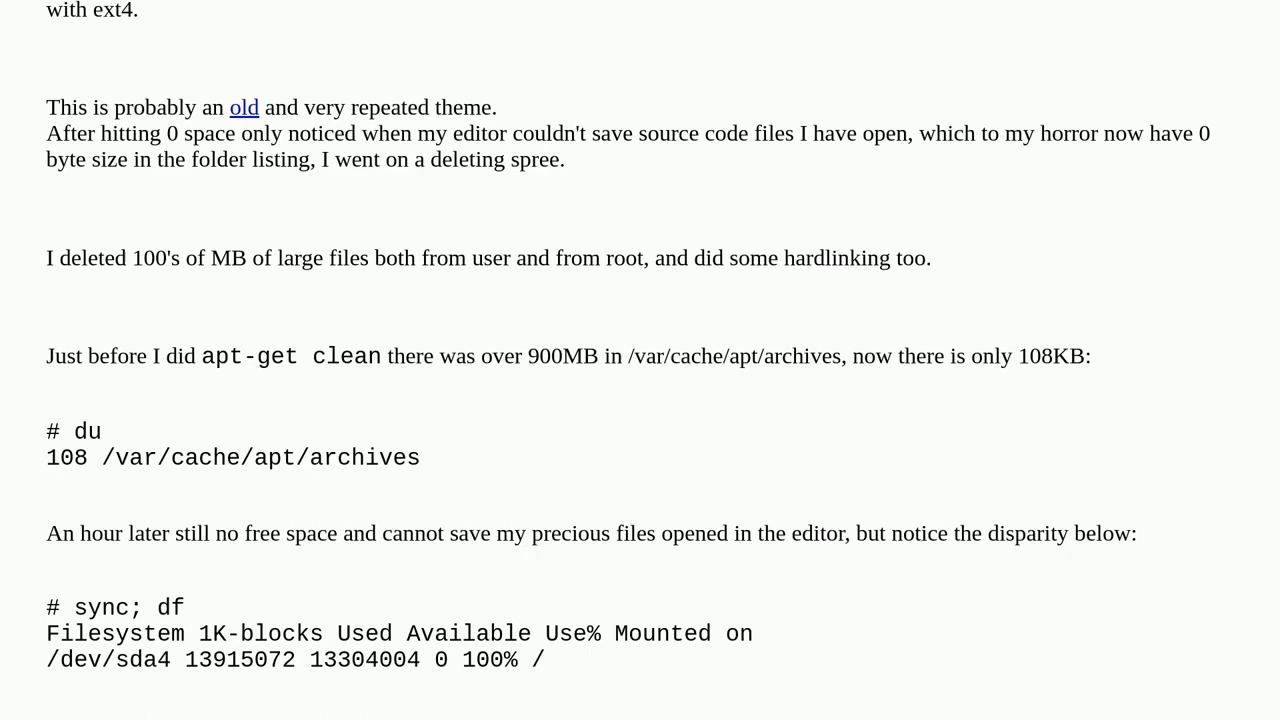 with ext4.
This is probably an old and very repeated theme.
After hitting 0 space only noticed when my editor couldn't save source code files I have open, which to my horror now have 0
byte size in the folder listing, I went on a deleting spree.
I deleted 100's of MB of large files both from user and from root, and did some hardlinking too.
Just before I did apt-get clean there was over 900MB in /var/cache/apt/archives, now there is only 108KB:
# du
108 /var/cache/apt/archives
An hour later still no free space and cannot save my precious files opened in the editor, but notice the disparity below:
# sync; df
Filesystem 1K-blocks Used Available Use% Mounted on
/dev/sda4 13915072 13304004 0 100% /